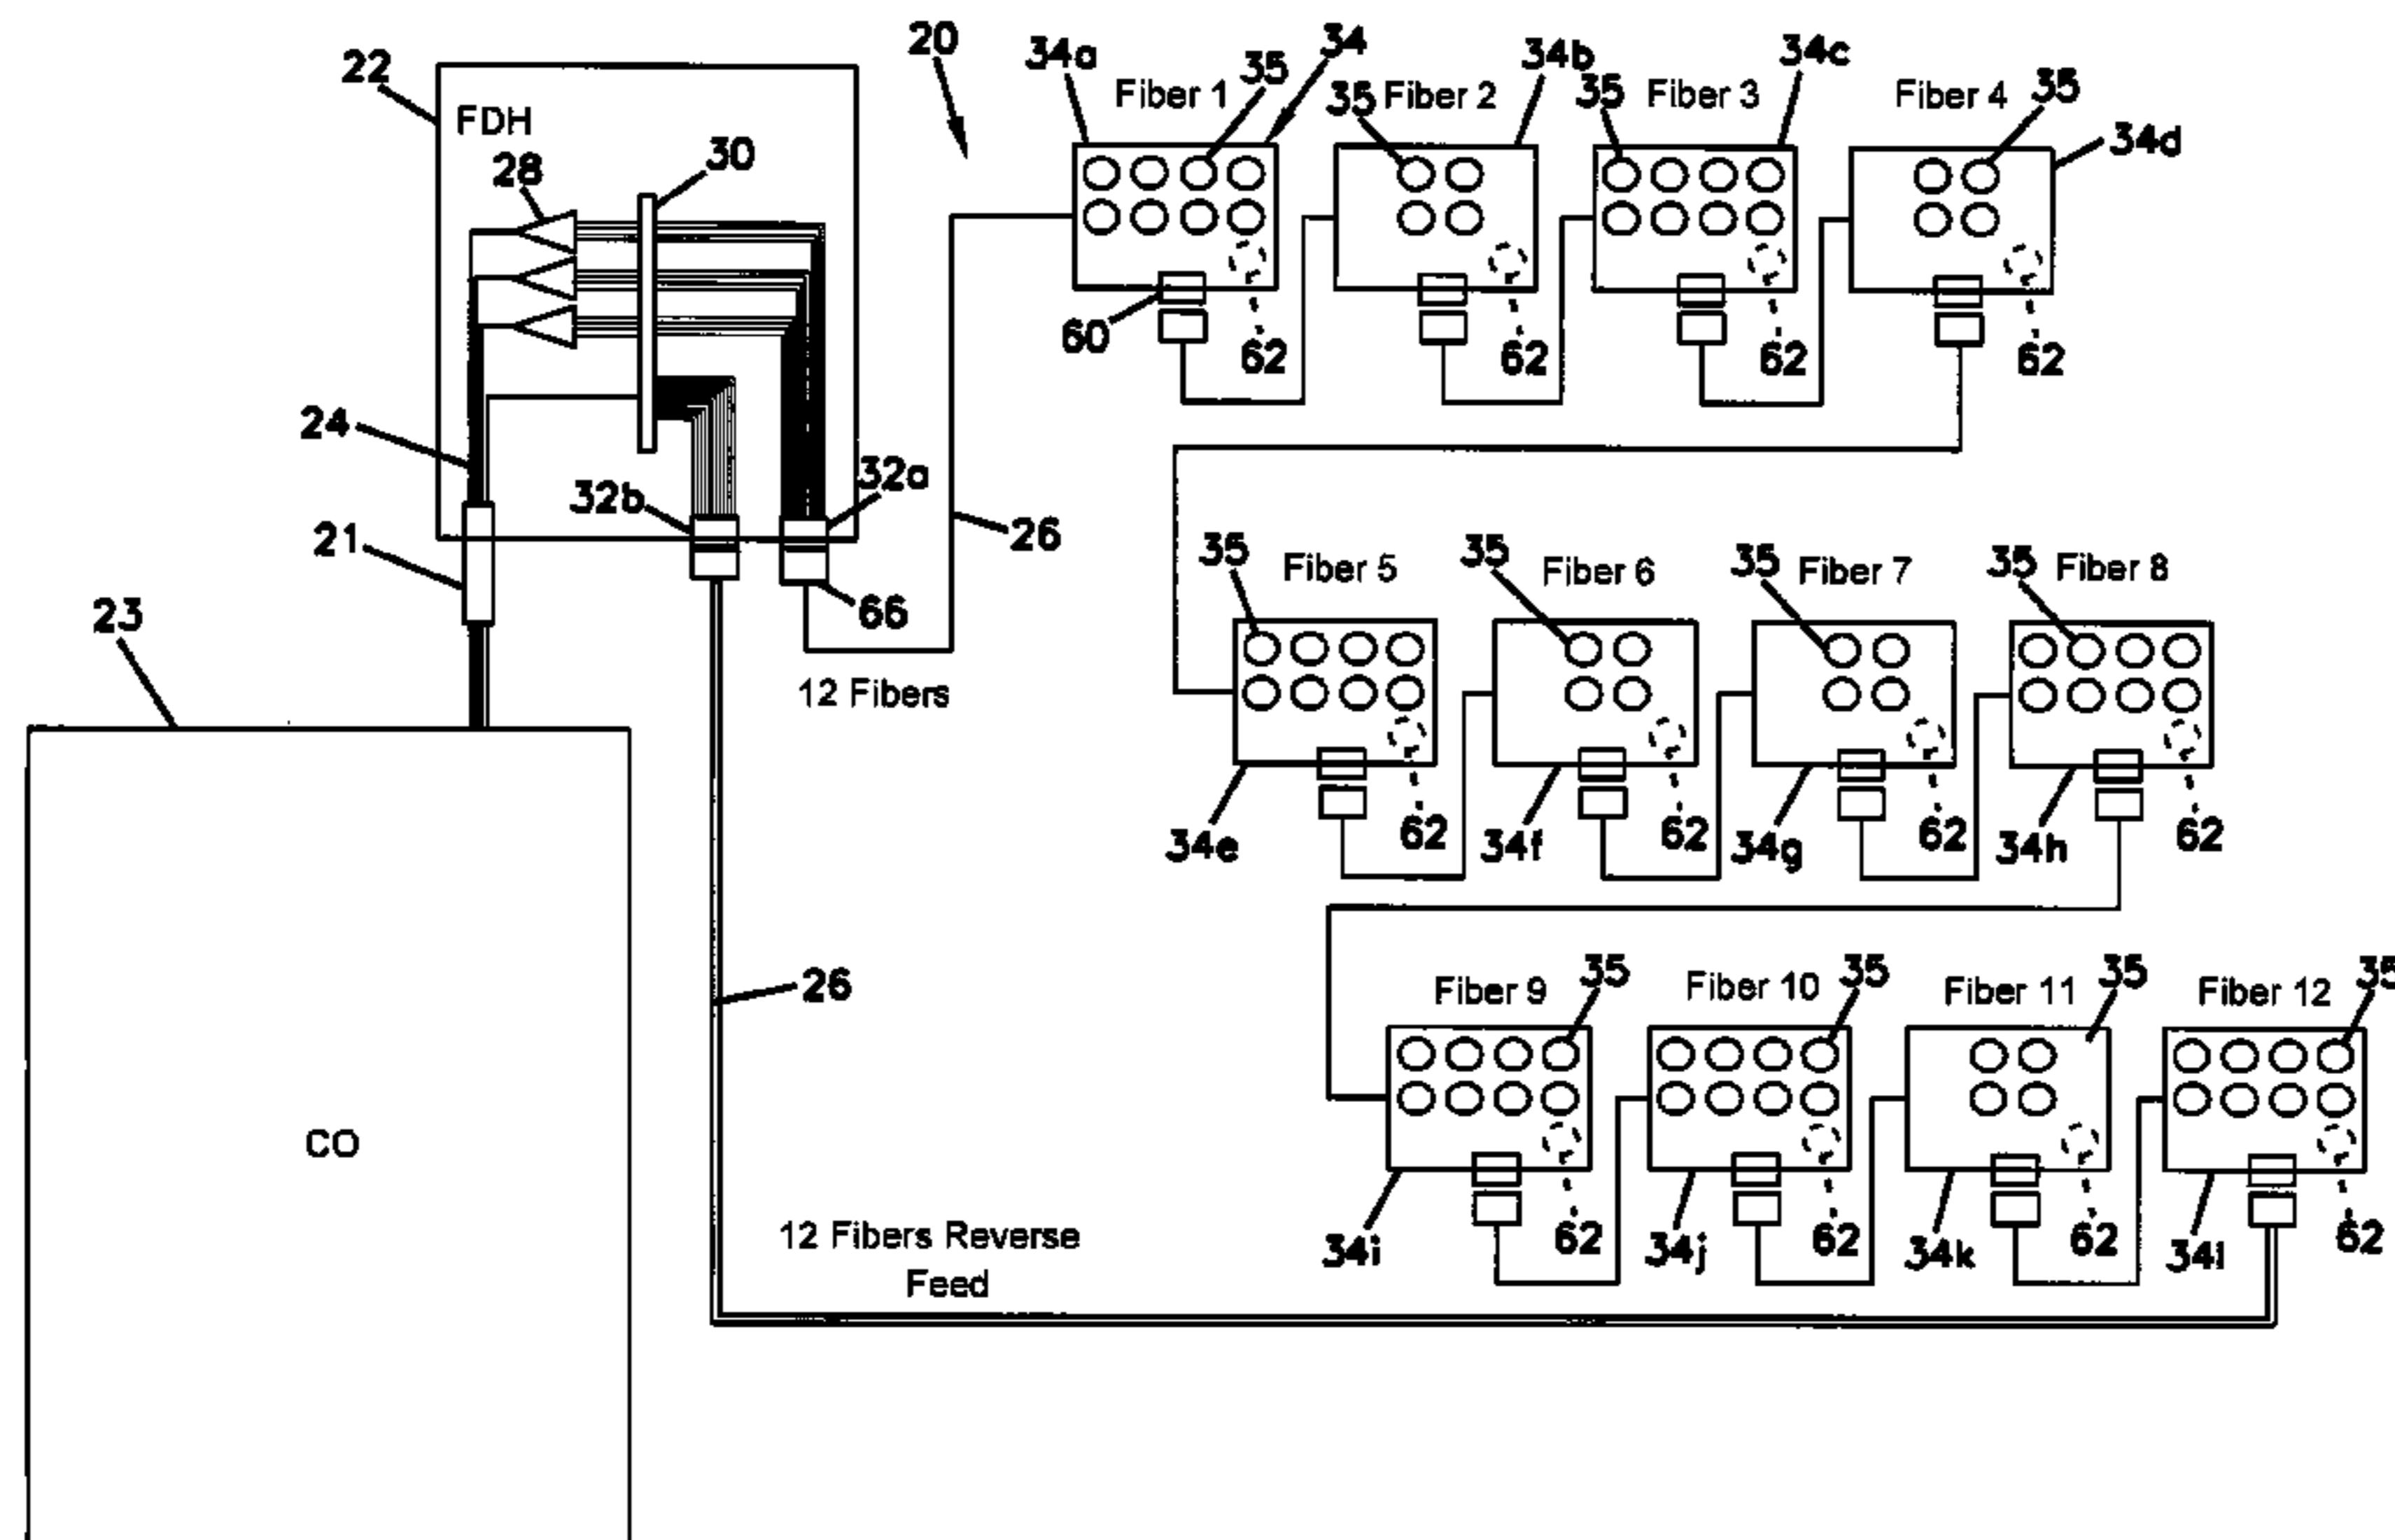 20
34a
Fiber 1
35
34
35
Fiber 2
34b
35
Fiber 3
34c
Fiber 4
35
34d
22
FDH
28
30
60
62
62
62
62
24
32b
32a
26
21
66
23
12 Fibers
35
Fiber 5
35
Fiber 6
35
Fiber 7
35
Fiber 8
34e
62
34f
62
34g
62
34h
62
26
Fiber 9
35
Fiber 10
35
Fiber 11
35
Fiber 12
35
CO
34i
62
34j
62
34k
62
34l
62
12 Fibers Reverse
Feed